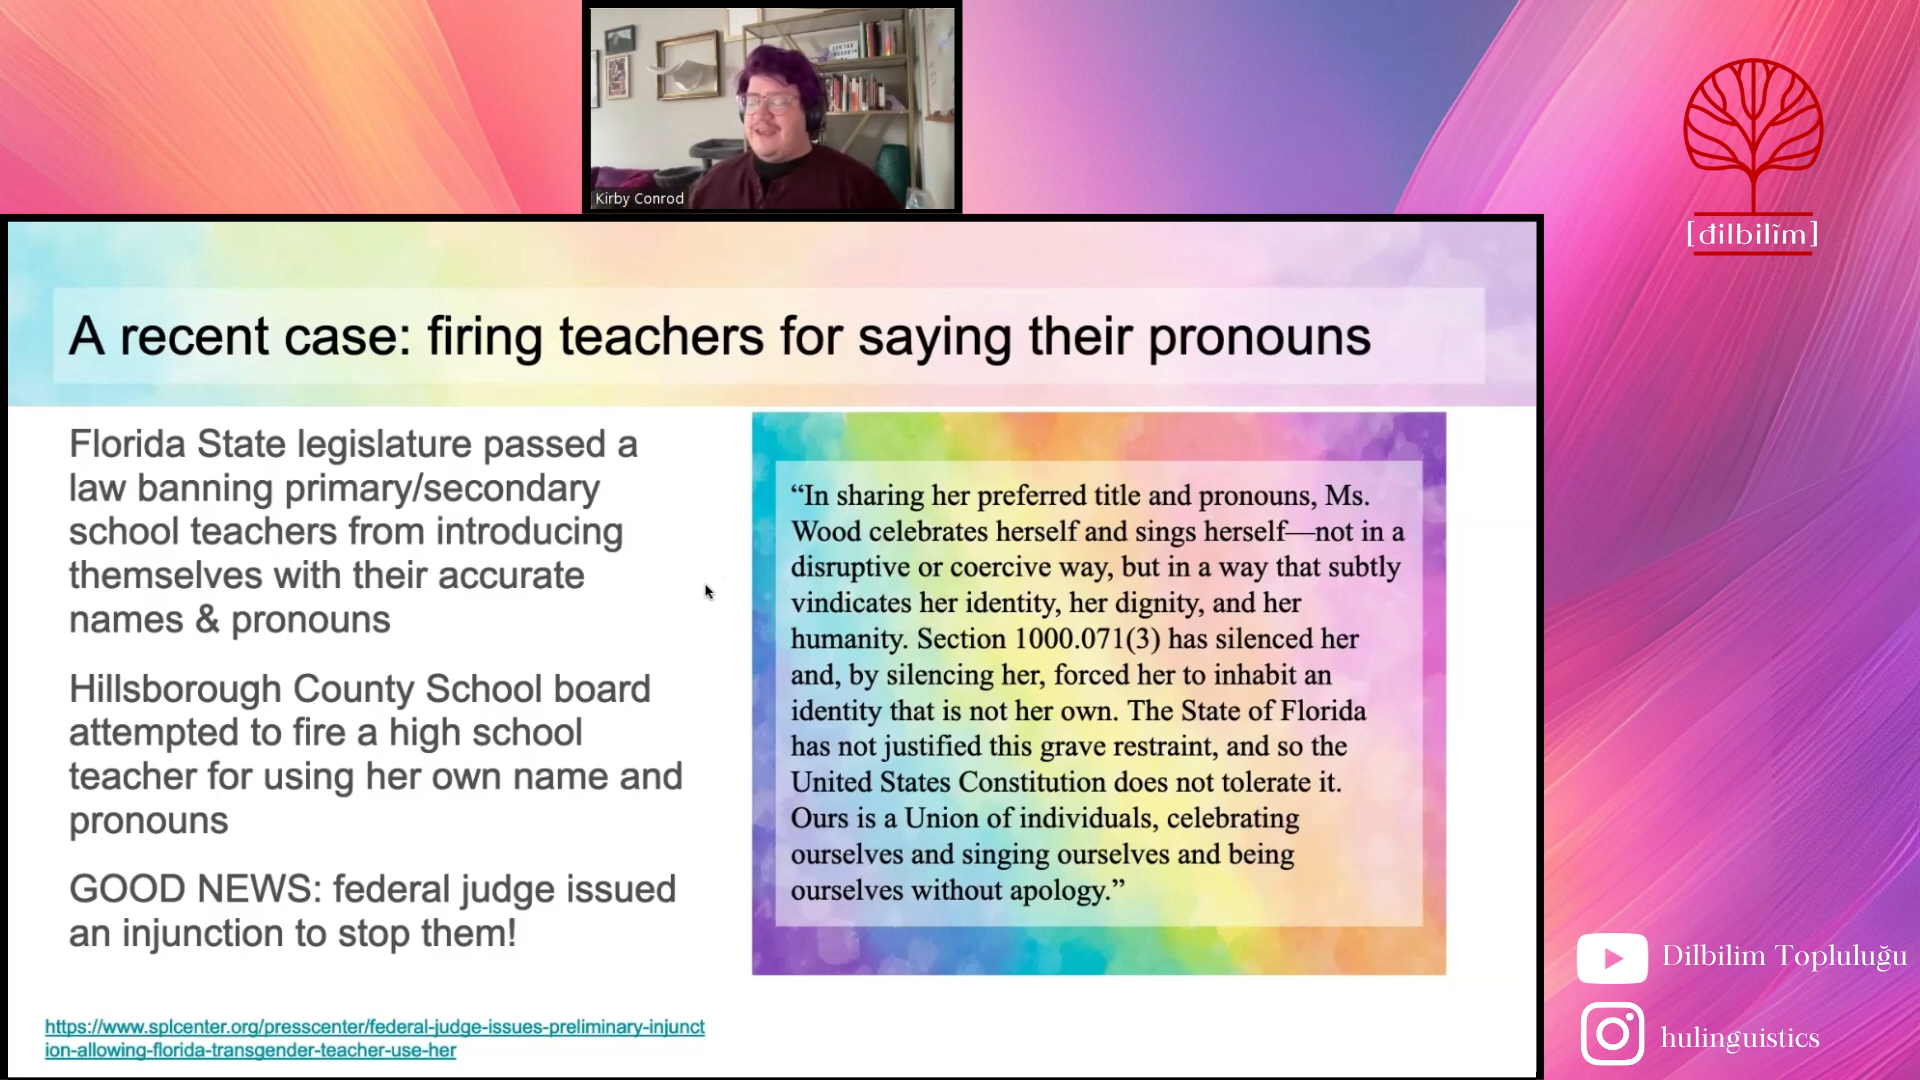 Kirby Conrod
[đilbilĩm]
A recent case: firing teachers for saying their pronouns
Florida State legislature passed a
law banning primary/secondary
school teachers from introducing
themselves with their accurate
names & pronouns
Hillsborough County School board
attempted to fire a high school
teacher for using her own name and
pronouns
GOOD NEWS: federal judge issued
an injunction to stop them!
https://www.splcenter.org/presscenter/federal-judge-issues-preliminary-injunct
ion-allowing-florida-transgender-teacher-use-her
“In sharing her preferred title and pronouns, Ms.
Wood celebrates herself and sings herself—not in a
disruptive or coercive way, but in a way that subtly
vindicates her identity, her dignity, and her
humanity. Section 1000.071(3) has silenced her
and, by silencing her, forced her to inhabit an
identity that is not her own. The State of Florida
has not justified this grave restraint, and so the
United States Constitution does not tolerate it.
Ours is a Union of individuals, celebrating
ourselves and singing ourselves and being
ourselves without apology.”
Dilbilim Topluluğu
hulinguistics